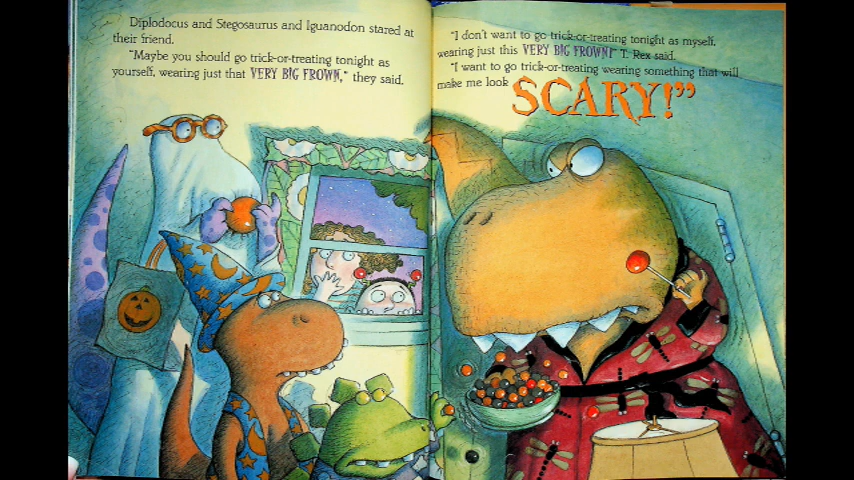 Diplodocus and Stegosaurus and Iguanodon stared at
their friend.
"Maybe you should go trick-or-treating tonight as
yourself, wearing just that VERY BIG FROWN," they said.
"I don't want to go trick-or-treating tonight as myself,
wearing just this VERY BIG FROWN!" T. Rex said.
"I want to go trick-or-treating wearing something that will
make me look SCARY!"